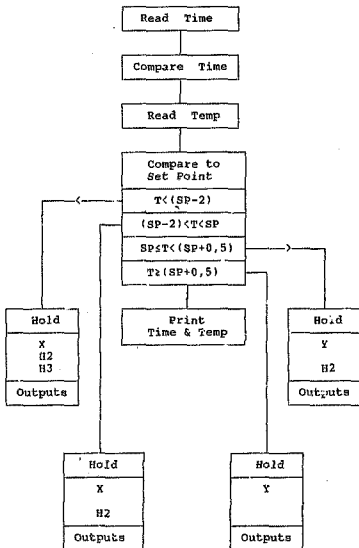 Read Time
Compare Time
Read Temp
Compare to
Set Point
T<(SP-2)
(SP-2)<T<SP
SP≤T<(SP+0,5)
T≥(SP+0,5)
Print
Time & Temp
Hold
X
H2
H3
Outputs
Hold
Y
H2
Outputs
Hold
X
H2
Outputs
Hold
Y
Outputs